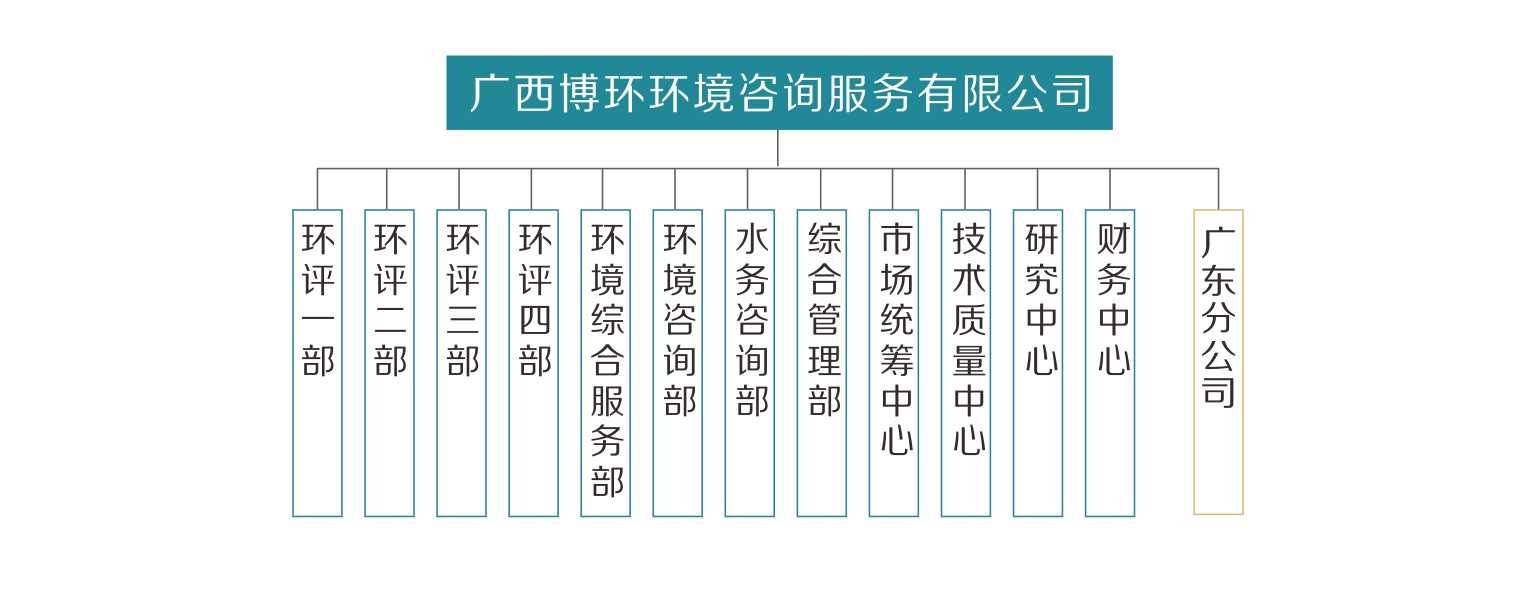 广西博环环境咨询服务有限公司
环评一部
环评二部
环评三部
环评四部
环境综合服务部
环境咨询部
水务咨询部
综合管理部
市场统筹中心
技术质量中心
研究中心
财务中心
广东分公司